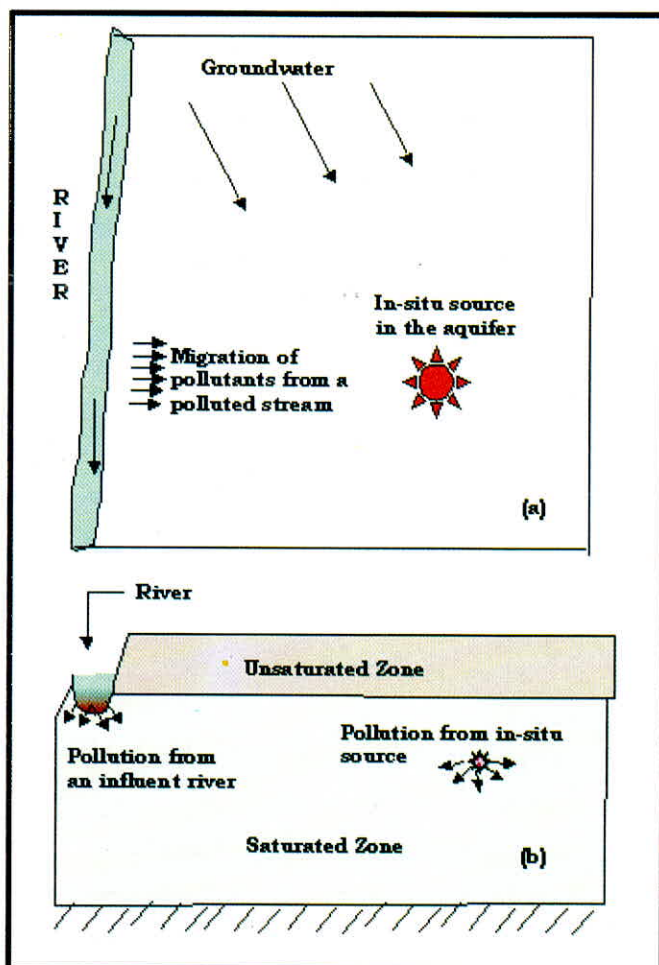 Groundwater
RIVER
In-situ source
in the aquifer
Migration of
pollutants from a
polluted stream
(a)
River
Unsaturated Zone
Pollution from
an influent river
Pollution from in-situ
source
Saturated Zone
(b)